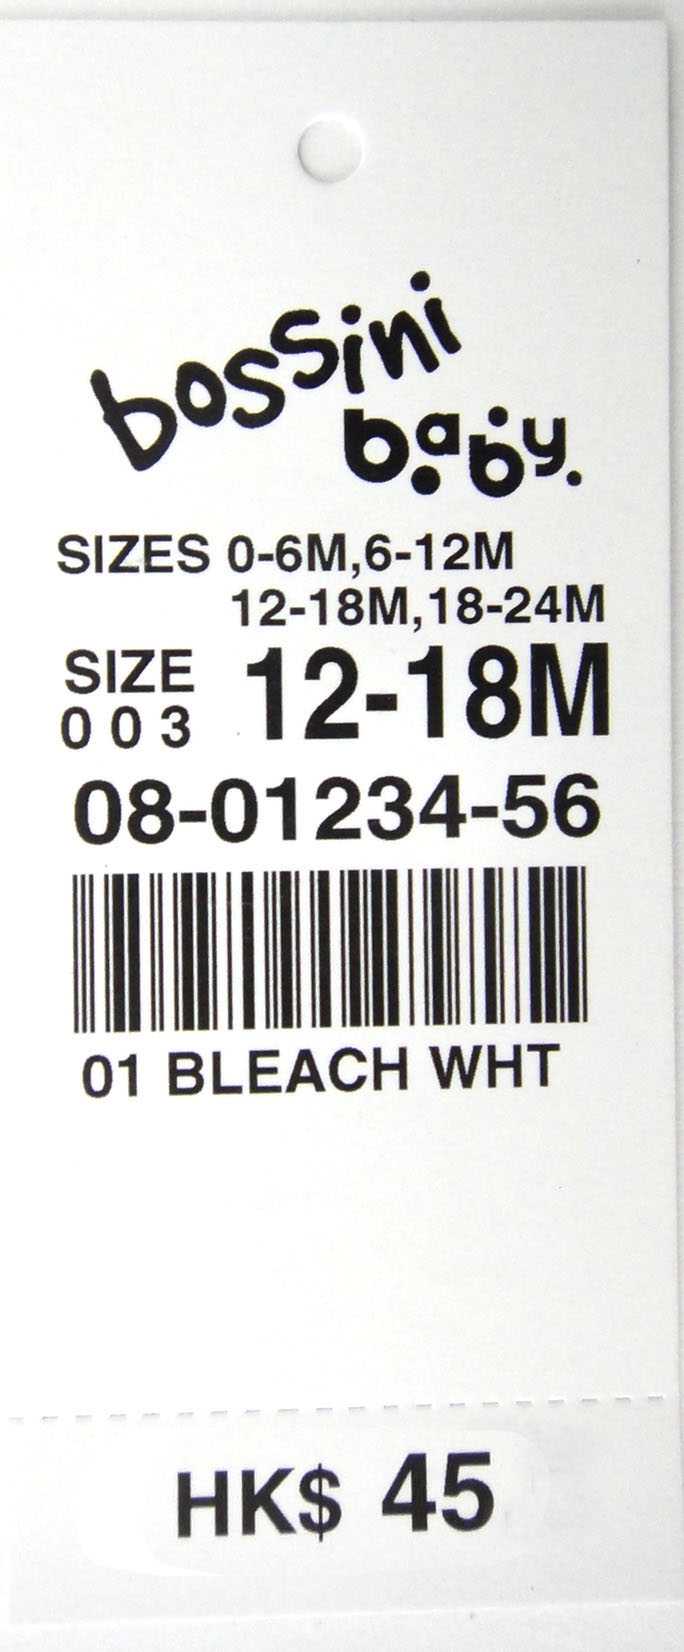 bossini
baby.
SIZES 0-6M,6-12M
12-18M,18-24M
SIZE 12-18M
003
08-01234-56
01 BLEACH WHT
HK$ 45